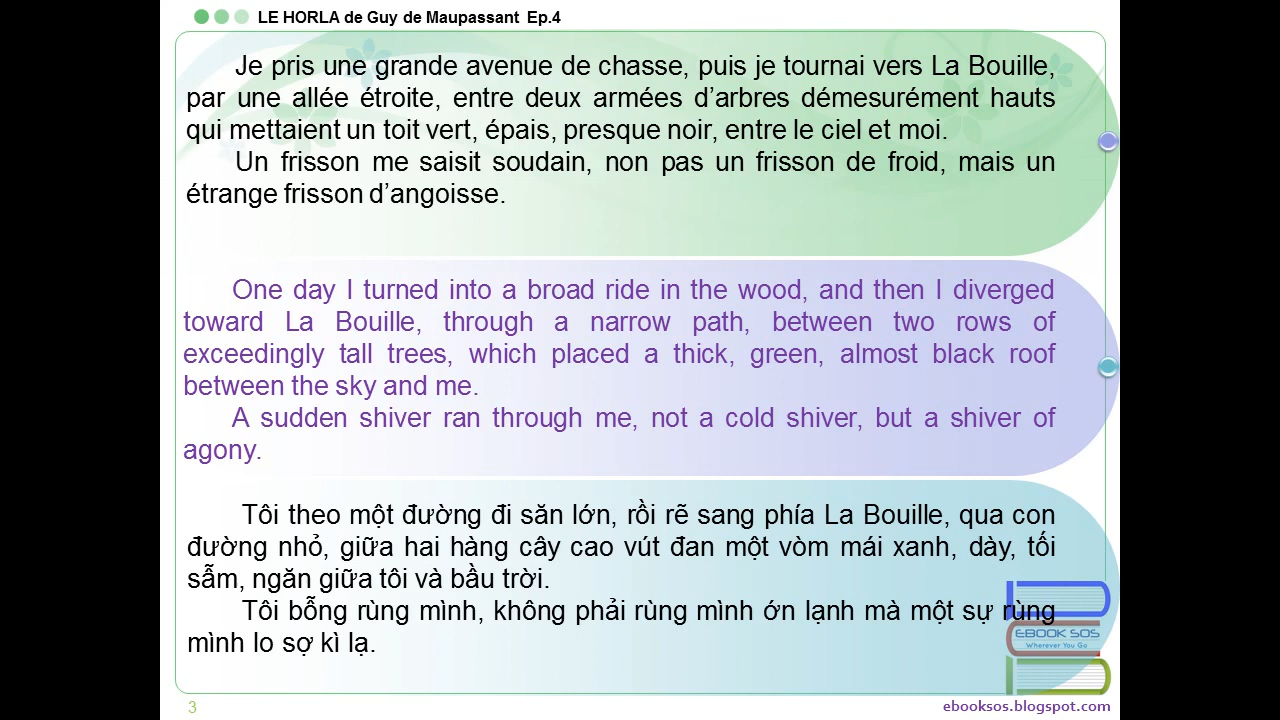 LE HORLA de Guy de Maupassant Ep.4
Je pris une grande avenue de chasse, puis je tournai vers La Bouille,
par une allée étroite, entre deux armées d’arbres démesurément hauts
qui mettaient un toit vert, épais, presque noir, entre le ciel et moi.
Un frisson me saisit soudain, non pas un frisson de froid, mais un
étrange frisson d’angoisse.
One day I turned into a broad ride in the wood, and then I diverged
toward La Bouille, through a narrow path, between two rows of
exceedingly tall trees, which placed a thick, green, almost black roof
between the sky and me.
A sudden shiver ran through me, not a cold shiver, but a shiver of
agony.
Tôi theo một đường đi săn lớn, rồi rẽ sang phía La Bouille, qua con
đường nhỏ, giữa hai hàng cây cao vút đan một vòm mái xanh, dày, tối
sẫm, ngăn giữa tôi và bầu trời.
Tôi bỗng rùng mình, không phải rùng mình ớn lạnh mà một sự rùng
mình lo sợ kì lạ.
EBOOK SOS
Wherever You Go
3
ebooksos.blogspot.com